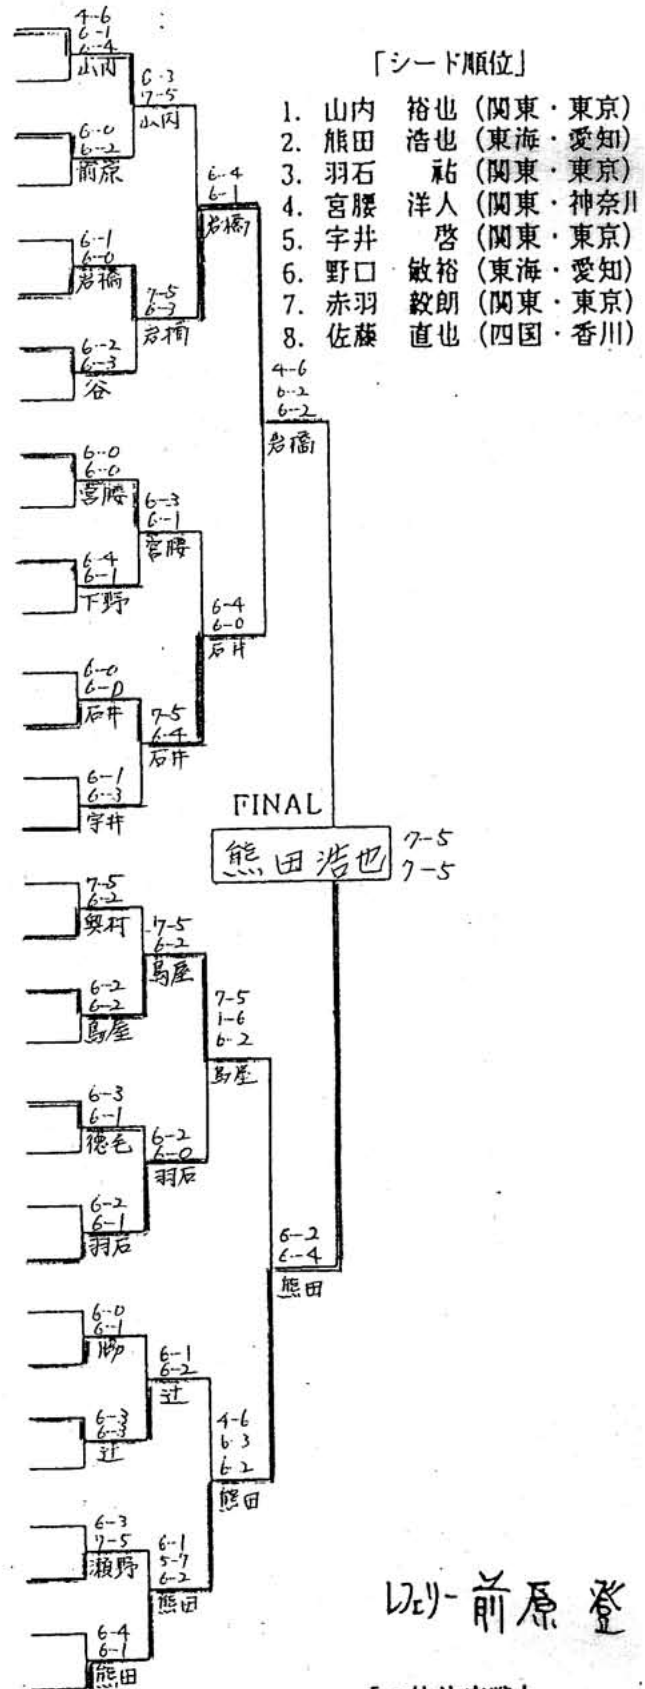 「シード順位」
1. 山内 裕也 (関東・東京)
2. 熊田 浩也 (東海・愛知)
3. 羽石 祐 (関東・東京)
4. 宮腰 洋人 (関東・神奈川
5. 宇井 啓 (関東・東京)
6. 野口 敏裕 (東海・愛知)
7. 赤羽 毅朗 (関東・東京)
8. 佐藤 直也 (四国・香川)
4-6
6-1
6-4
山内
6-3
7-5
山内
6-0
6-2
前原
6-4
6-1
岩橋
6-1
6-0
岩橋
7-5
6-3
岩橋
6-2
6-3
谷
4-6
6-2
6-2
岩橋
6-0
6-0
宮腰
6-3
6-1
宮腰
6-4
6-1
下野
6-4
6-0
石井
6-0
6-0
石井
7-5
6-4
石井
6-1
6-3
宇井
FINAL
熊田浩也
7-5
7-5
7-5
6-2
奥村
7-5
6-2
鳥屋
6-2
6-2
鳥屋
7-5
1-6
6-2
鳥屋
6-3
6-1
徳毛
6-2
6-0
羽石
6-2
6-1
羽石
6-2
6-4
熊田
6-0
6-1
6-1
6-2
辻
6-3
6-3
辻
4-6
6-3
6-2
熊田
6-3
7-5
瀬野
6-1
5-7
6-2
熊田
6-4
6-1
熊田
レフェリー 前原 登